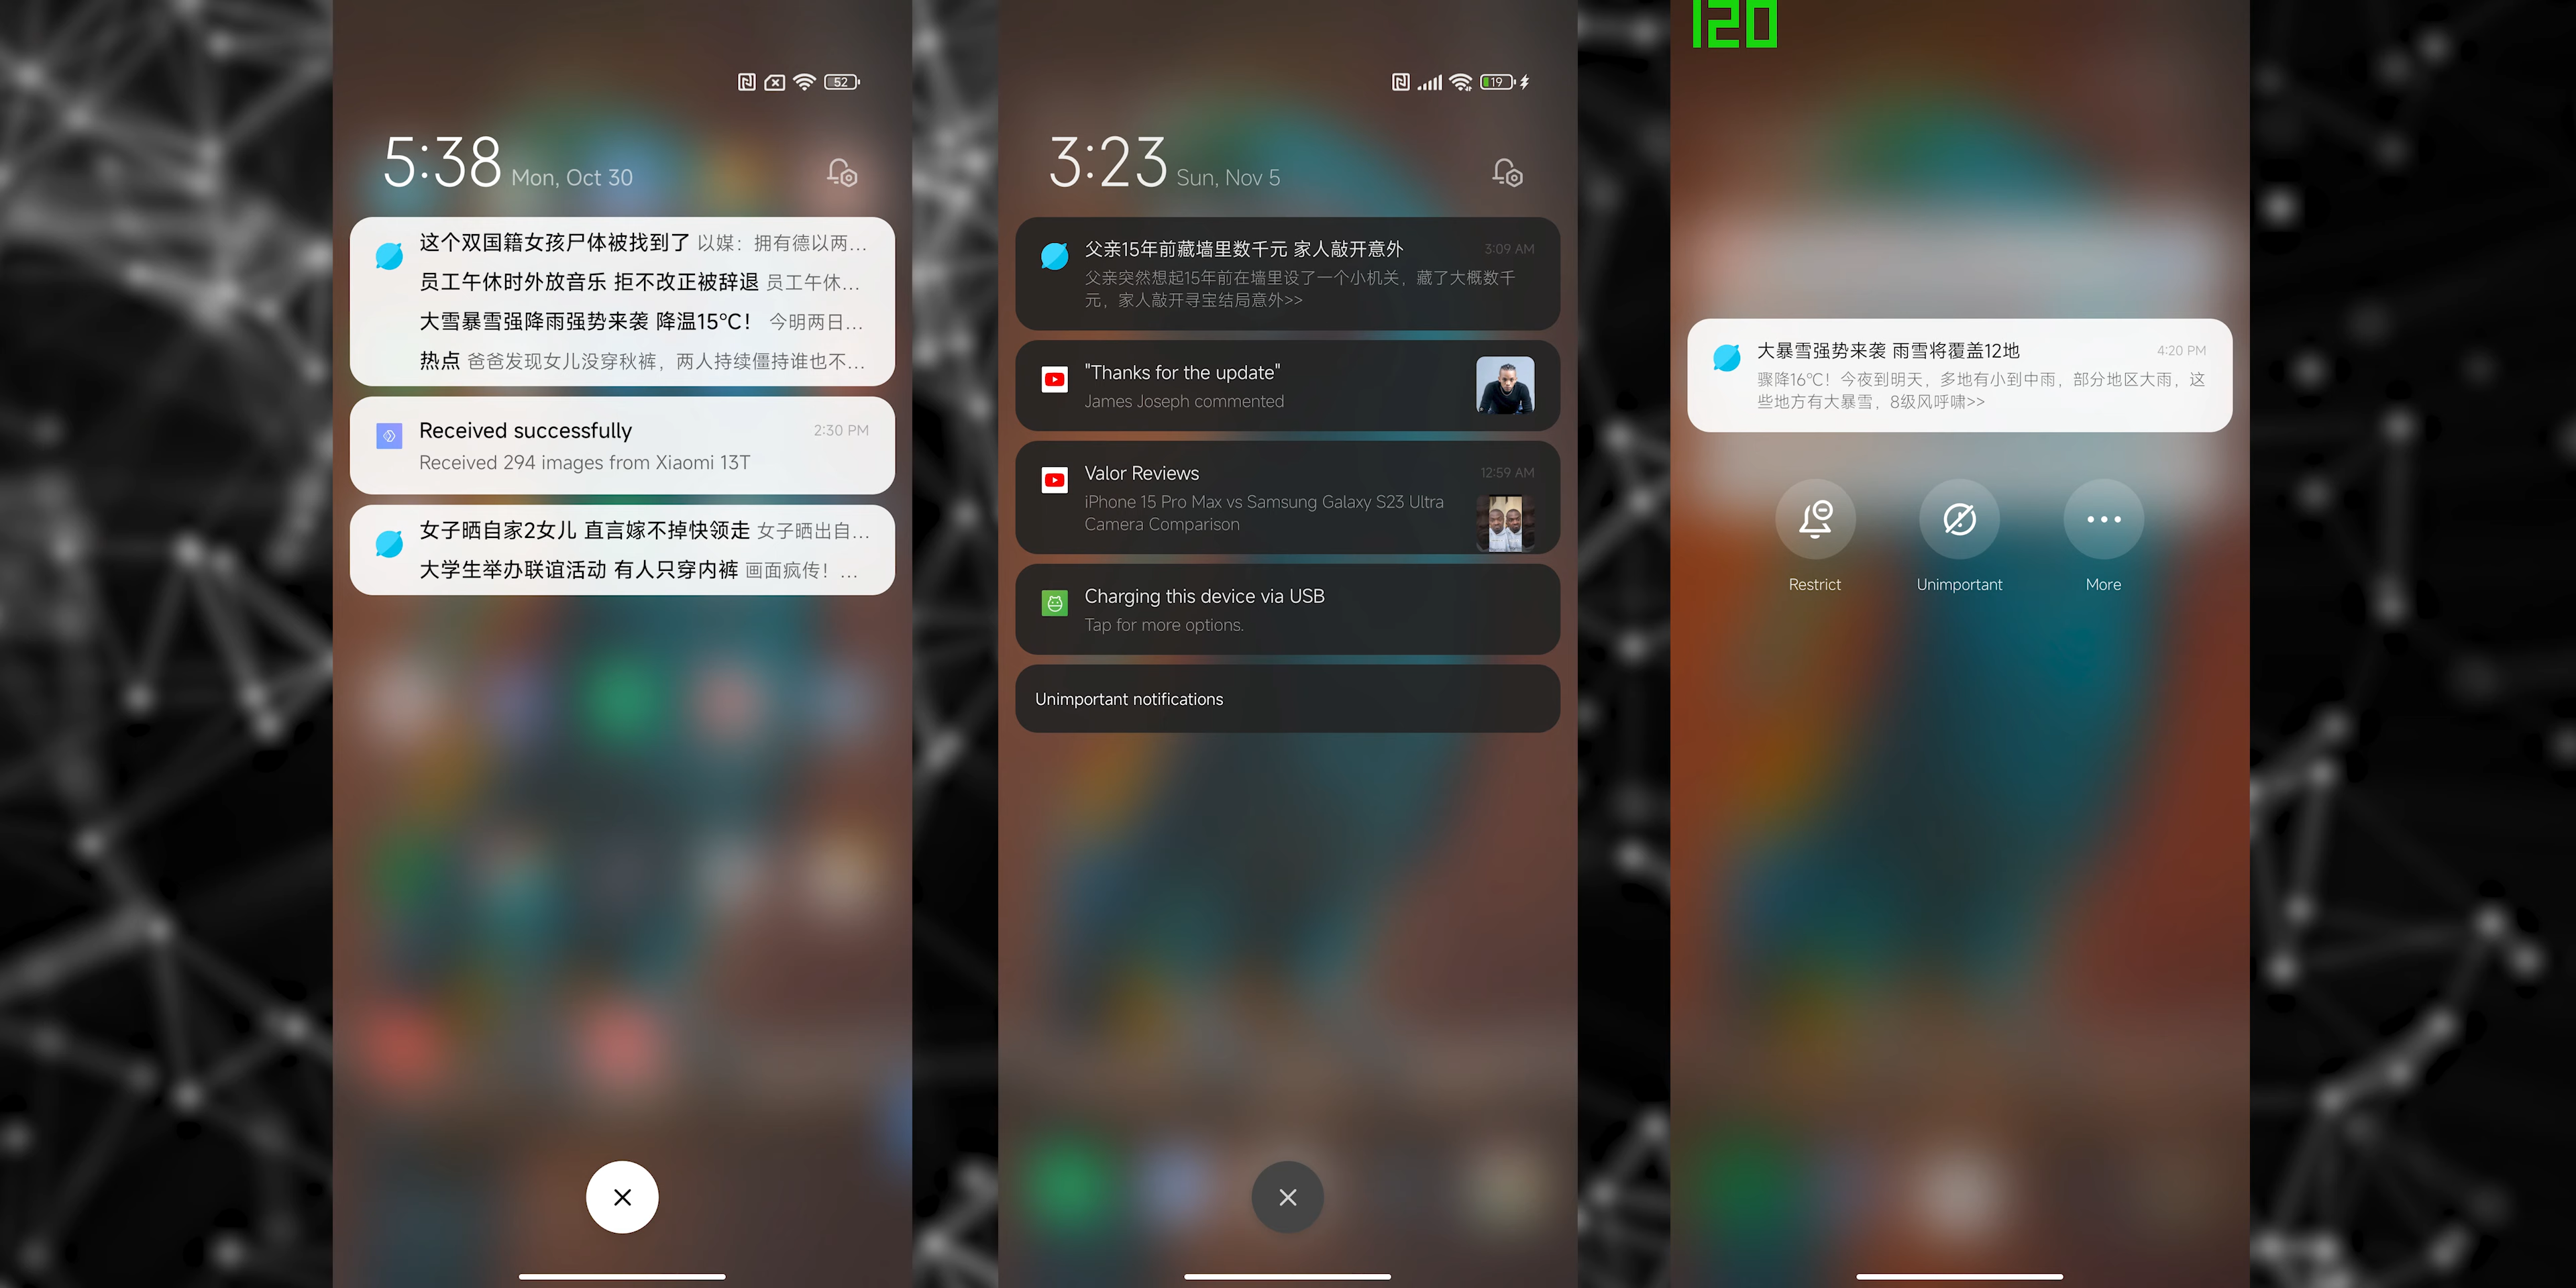 52
5:38 Mon, Oct 30
这个双国籍女孩尸体被找到了 以媒：拥有德以两...
员工午休时外放音乐 拒不改正被辞退 员工午休...
大雪暴雪强降雨强势来袭 降温15℃！ 今明两日...
热点 爸爸发现女儿没穿秋裤，两人持续僵持谁也不...
Received successfully 2:30 PM
Received 294 images from Xiaomi 13T
女子晒自家2女儿 直言嫁不掉快领走 女子晒出自...
大学生举办联谊活动 有人只穿内裤 画面疯传！...
19
3:23 Sun, Nov 5
父亲15年前藏墙里数千元 家人敲开意外 3:09 AM
父亲突然想起15年前在墙里设了一个小机关，藏了大概数千
元，家人敲开寻宝结局意外>>
"Thanks for the update"
James Joseph commented
Valor Reviews 12:59 AM
iPhone 15 Pro Max vs Samsung Galaxy S23 Ultra
Camera Comparison
Charging this device via USB
Tap for more options.
Unimportant notifications
120
大暴雪强势来袭 雨雪将覆盖12地 4:20 PM
骤降16℃！今夜到明天，多地有小到中雨，部分地区大雨，这
些地方有大暴雪，8级风呼啸>>
Restrict Unimportant More